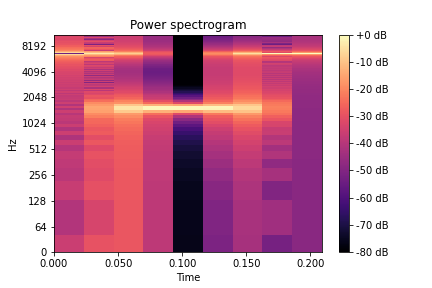 Power spectrogram
8192
4096
2048
1024
512
256
128
64
0
Hz
0.000 0.050 0.100 0.150 0.200
Time
+0 dB
-10 dB
-20 dB
-30 dB
-40 dB
-50 dB
-60 dB
-70 dB
-80 dB